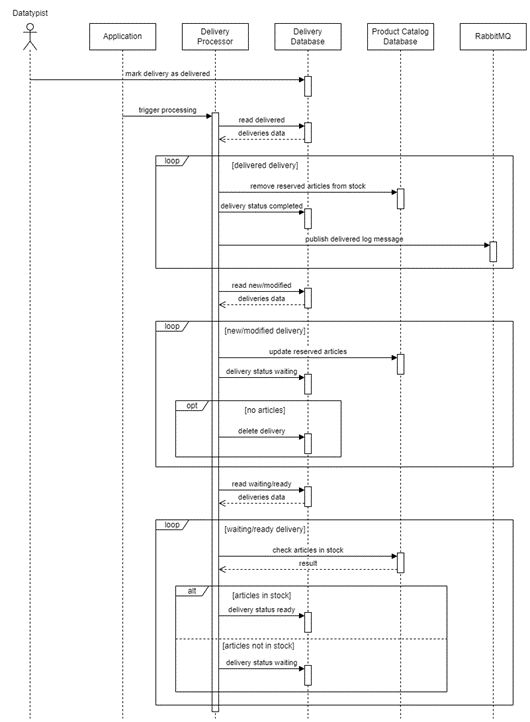 Datatypist
Application
Delivery
Processor
Delivery
Database
Product Catalog
Database
RabbitMQ
mark delivery as delivered
trigger processing
read delivered
deliveries data
loop
[delivered delivery]
remove reserved articles from stock
delivery status completed
publish delivered log message
read new/modified
deliveries data
loop
[new/modified delivery]
update reserved articles
delivery status waiting
opt
[no articles]
delete delivery
read waiting/ready
deliveries data
loop
[waiting/ready delivery]
check articles in stock
result
alt
[articles in stock]
delivery status ready
[articles not in stock]
delivery status waiting